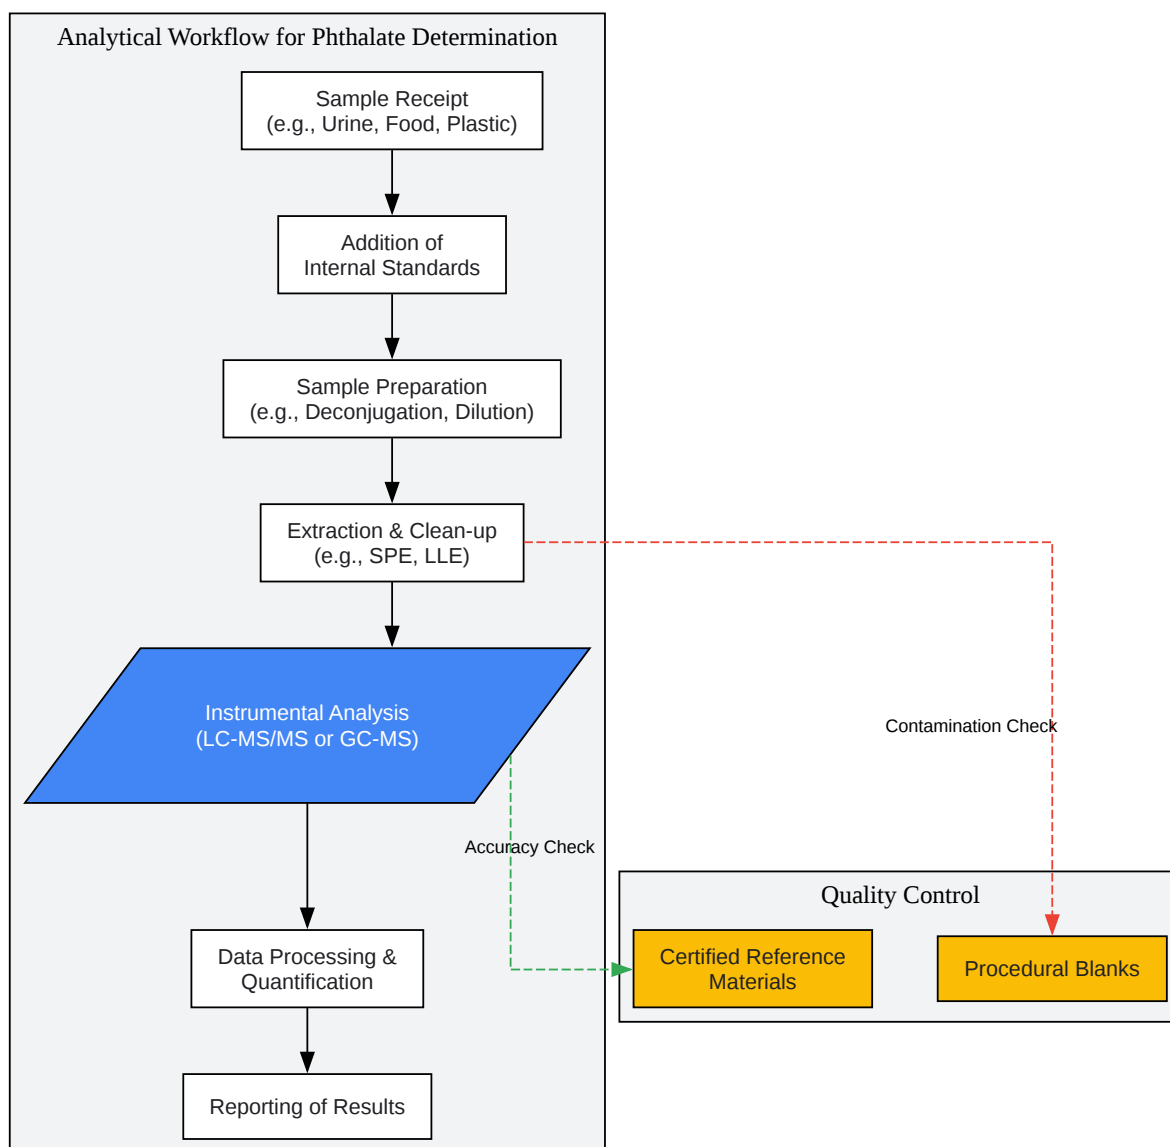 Analytical Workflow for Phthalate Determination
Sample Receipt
(e.g., Urine, Food, Plastic)
Addition of
Internal Standards
Sample Preparation
(e.g., Deconjugation, Dilution)
Extraction & Clean-up
(e.g., SPE, LLE)
Instrumental Analysis
(LC-MS/MS or GC-MS)
Contamination Check
Accuracy Check
Quality Control
Certified Reference
Materials
Procedural Blanks
Data Processing &
Quantification
Reporting of Results